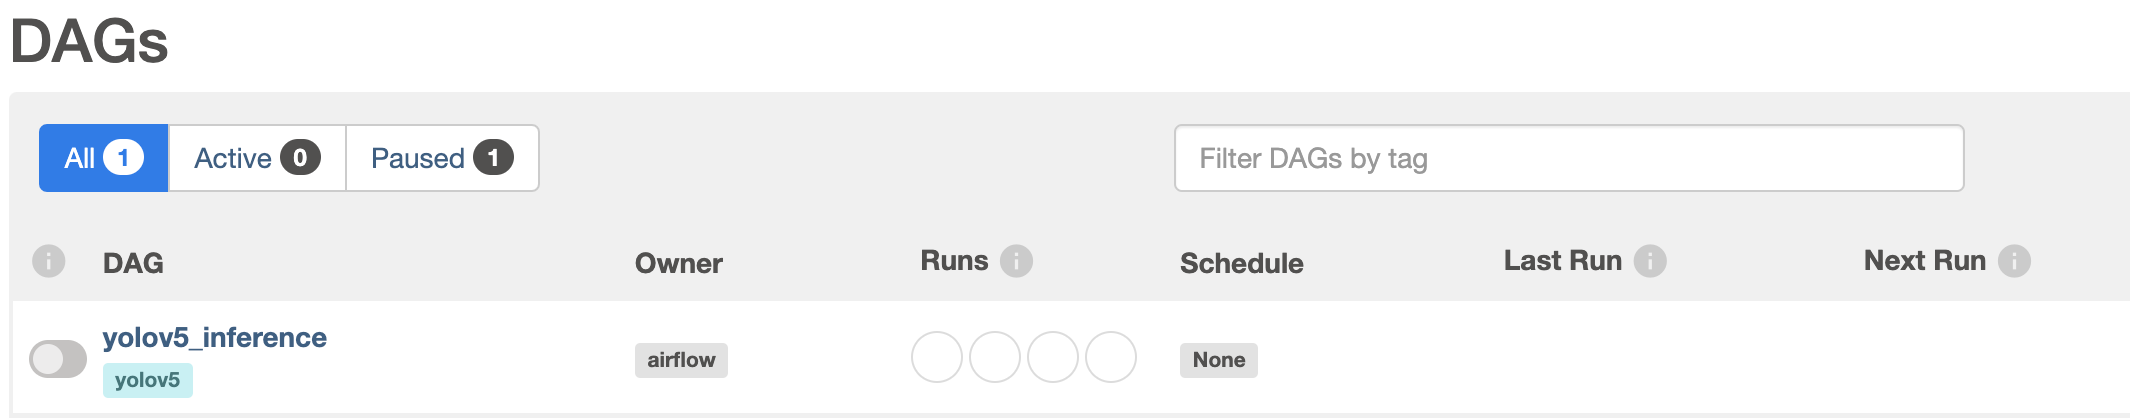 DAGs
All 1 Active 0 Paused 1 Filter DAGs by tag
DAG Owner Runs Schedule Last Run Next Run
yolov5_inference
yolov5 airflow None